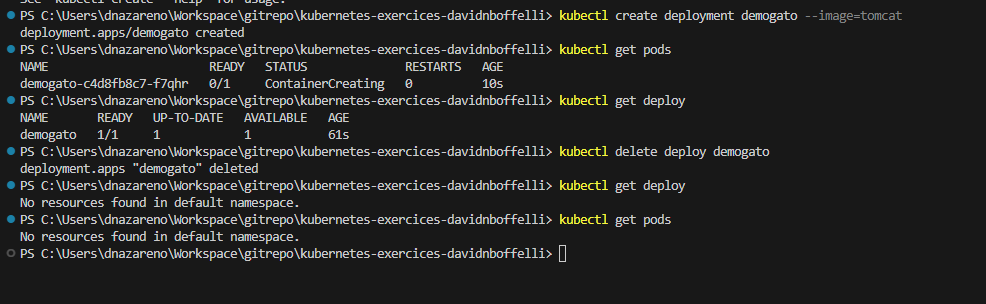 See 'kubectl create --help' for usage.
PS C:\Users\dnazareno\Workspace\gitrepo\kubernetes-exercices-davidnboffelli> kubectl create deployment demogato --image=tomcat
deployment.apps/demogato created
PS C:\Users\dnazareno\Workspace\gitrepo\kubernetes-exercices-davidnboffelli> kubectl get pods
NAME READY STATUS RESTARTS AGE
demogato-c4d8fb8c7-f7qhr 0/1 ContainerCreating 0 10s
PS C:\Users\dnazareno\Workspace\gitrepo\kubernetes-exercices-davidnboffelli> kubectl get deploy
NAME READY UP-TO-DATE AVAILABLE AGE
demogato 1/1 1 1 61s
PS C:\Users\dnazareno\Workspace\gitrepo\kubernetes-exercices-davidnboffelli> kubectl delete deploy demogato
deployment.apps "demogato" deleted
PS C:\Users\dnazareno\Workspace\gitrepo\kubernetes-exercices-davidnboffelli> kubectl get deploy
No resources found in default namespace.
PS C:\Users\dnazareno\Workspace\gitrepo\kubernetes-exercices-davidnboffelli> kubectl get pods
No resources found in default namespace.
PS C:\Users\dnazareno\Workspace\gitrepo\kubernetes-exercices-davidnboffelli>